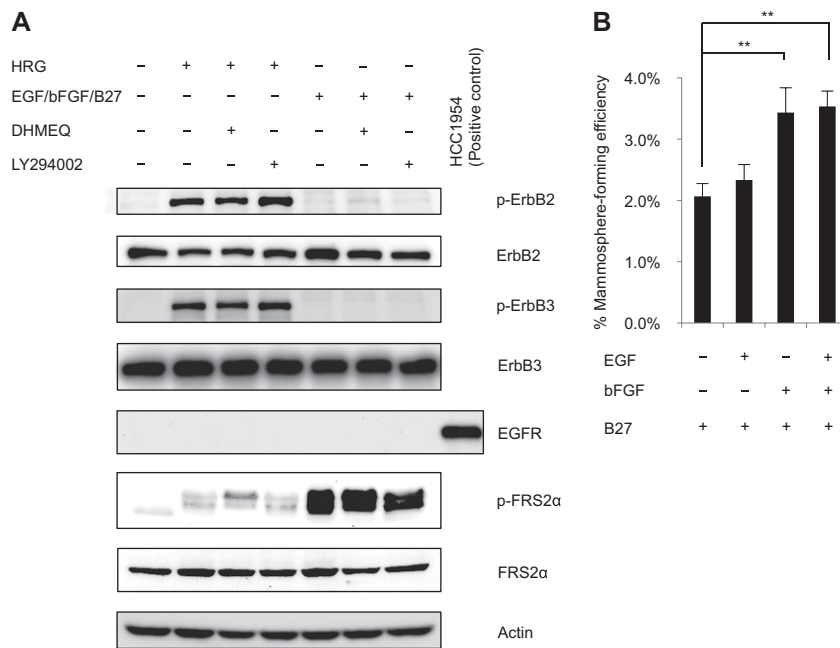 A
HRG – + + + – – –
EGF/bFGF/B27 – – – – + + +
DHMEQ – – + – – + –
LY294002 – – – + – – +
HCC1954
(Positive control)
p-ErbB2
ErbB2
p-ErbB3
ErbB3
EGFR
p-FRS2α
FRS2α
Actin
B
**
**
% Mammosphere-forming efficiency
4.0%
3.0%
2.0%
1.0%
0.0%
EGF – + – +
bFGF – – + +
B27 + + + +